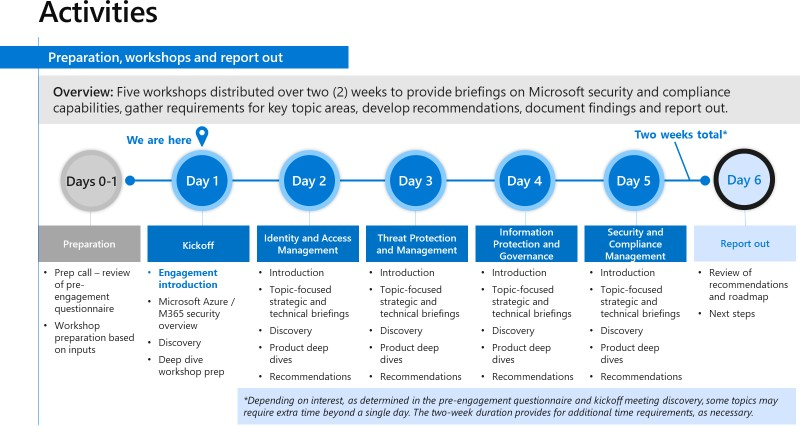 Activities
Preparation, workshops and report out
Overview: Five workshops distributed over two (2) weeks to provide briefings on Microsoft security and compliance
capabilities, gather requirements for key topic areas, develop recommendations, document findings and report out.
We are here
Two weeks total*
Days 0-1
Day 1
Day 2
Day 3
Day 4
Day 5
Day 6
Preparation
• Prep call – review
of pre-
engagement
questionnaire
• Workshop
preparation based
on inputs
Kickoff
• Engagement
introduction
• Microsoft Azure /
M365 security
overview
• Discovery
• Deep dive
workshop prep
Identity and Access
Management
• Introduction
• Topic-focused
strategic and
technical briefings
• Discovery
• Product deep
dives
• Recommendations
Threat Protection
and Management
• Introduction
• Topic-focused
strategic and
technical briefings
• Discovery
• Product deep
dives
• Recommendations
Information
Protection and
Governance
• Introduction
• Topic-focused
strategic and
technical briefings
• Discovery
• Product deep
dives
• Recommendations
Security and
Compliance
Management
• Introduction
• Topic-focused
strategic and
technical briefings
• Discovery
• Product deep
dives
• Recommendations
Report out
• Review of
recommendations
and roadmap
• Next steps
*Depending on interest, as determined in the pre-engagement questionnaire and kickoff meeting discovery, some topics may
require extra time beyond a single day. The two-week duration provides for additional time requirements, as necessary.